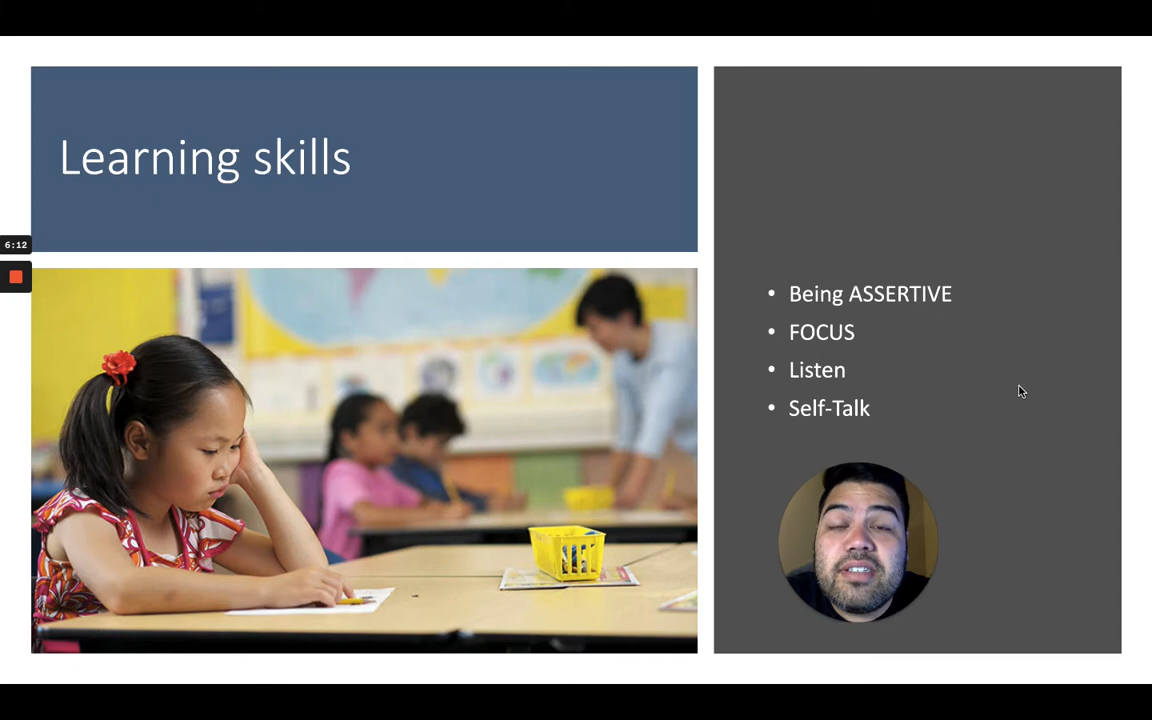 Learning skills
6:12
• Being ASSERTIVE
• FOCUS
• Listen
• Self-Talk